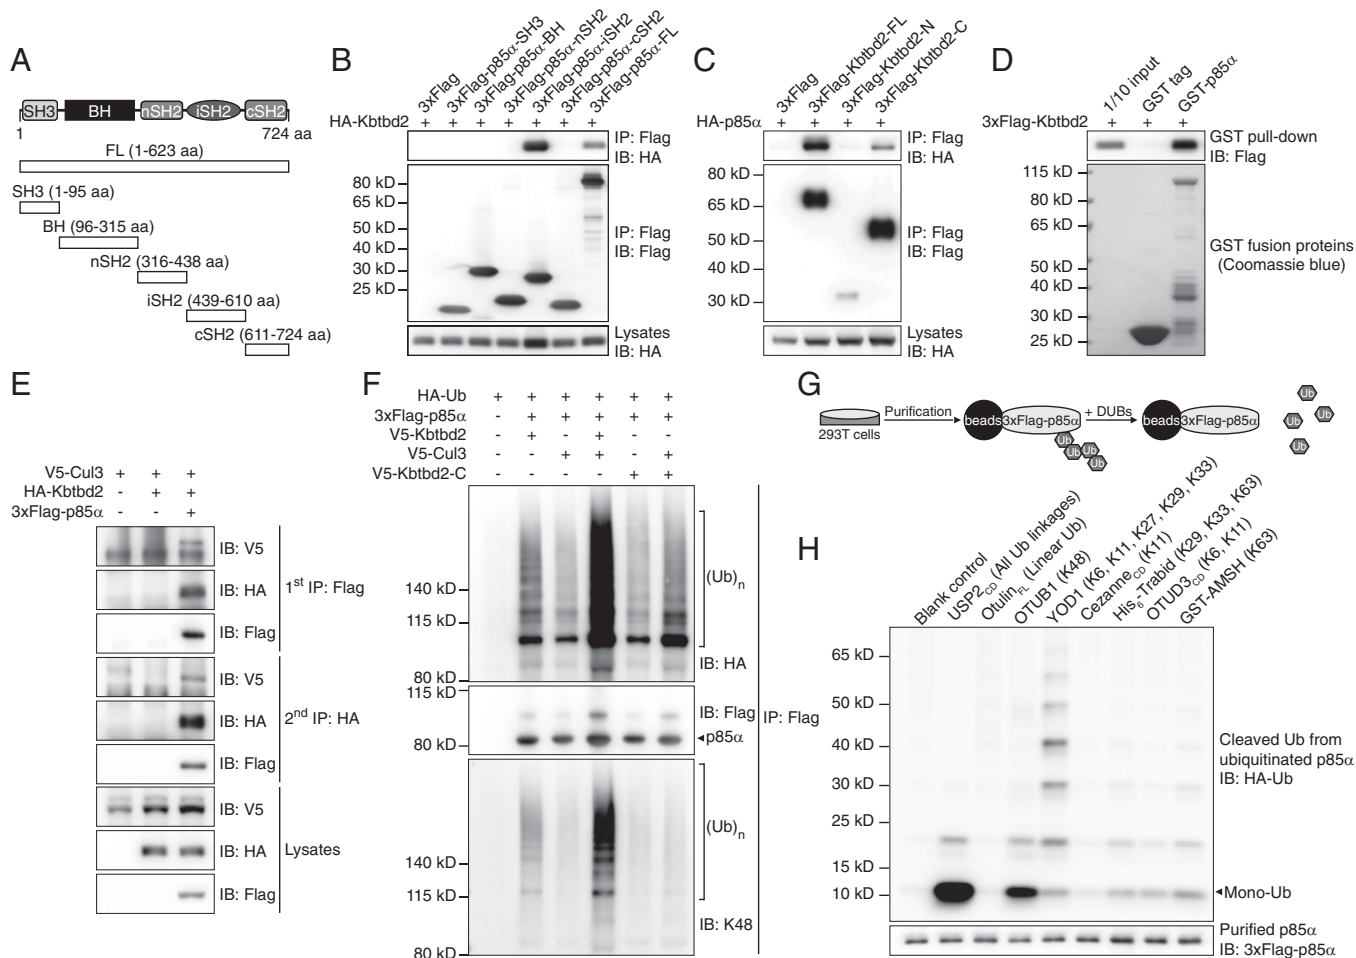 A
SH3 BH nSH2 iSH2 cSH2
1 724 aa
FL (1-623 aa)
SH3 (1-95 aa)
BH (96-315 aa)
nSH2 (316-438 aa)
iSH2 (439-610 aa)
cSH2 (611-724 aa)
B
3xFlag
3xFlag-p85α-SH3
3xFlag-p85α-BH
3xFlag-p85α-nSH2
3xFlag-p85α-iSH2
3xFlag-p85α-cSH2
3xFlag-p85α-FL
HA-Kbtbd2 + + + + + + +
IP: Flag
IB: HA
80 kD
65 kD
50 kD
40 kD
30 kD
25 kD
IP: Flag
IB: Flag
Lysates
IB: HA
C
3xFlag
3xFlag-Kbtbd2-FL
3xFlag-Kbtbd2-N
3xFlag-Kbtbd2-C
HA-p85α + + + +
IP: Flag
IB: HA
80 kD
65 kD
50 kD
40 kD
30 kD
IP: Flag
IB: Flag
Lysates
IB: HA
D
1/10 input
GST tag
GST-p85α
3xFlag-Kbtbd2 + + +
GST pull-down
IB: Flag
115 kD
80 kD
65 kD
50 kD
40 kD
30 kD
25 kD
GST fusion proteins
(Coomassie blue)
E
V5-Cul3 + + +
HA-Kbtbd2 - + +
3xFlag-p85α - - +
IB: V5
IB: HA
IB: Flag
1st IP: Flag
IB: V5
IB: HA
IB: Flag
2nd IP: HA
IB: V5
IB: HA
IB: Flag
Lysates
F
HA-Ub + + + + + +
3xFlag-p85α - + + + + +
V5-Kbtbd2 - + - + - -
V5-Cul3 - - + + - +
V5-Kbtbd2-C - - - - + +
140 kD
115 kD
80 kD
(Ub)n
IB: HA
115 kD
80 kD
IB: Flag
p85α
140 kD
115 kD
80 kD
(Ub)n
IB: K48
IP: Flag
G
293T cells
Purification
beads 3xFlag-p85α
Ub Ub Ub Ub
+ DUBs
beads 3xFlag-p85α
Ub Ub Ub Ub
H
Blank control
USP2CD (All Ub linkages)
OtulinFL (Linear Ub)
OTUB1 (K48)
YOD1 (K6, K11, K27, K29, K33)
CezanneCD (K11)
His6-Trabid (K29, K33, K63)
OTUD3CD (K6, K11)
GST-AMSH (K63)
65 kD
50 kD
40 kD
30 kD
25 kD
15 kD
10 kD
Cleaved Ub from
ubiquitinated p85α
IB: HA-Ub
Mono-Ub
Purified p85α
IB: 3xFlag-p85α